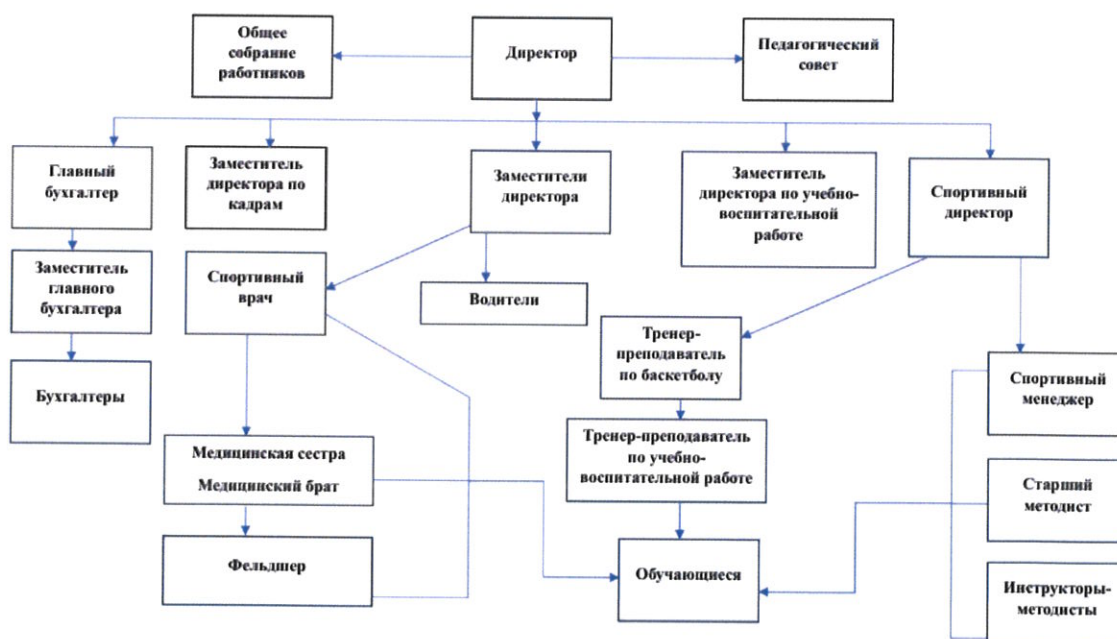 Общее
собрание
работников
Директор
Педагогический
совет
Главный
бухгалтер
Заместитель
директора по
кадрам
Заместители
директора
Заместитель
директора по учебно-
воспитательной
работе
Спортивный
директор
Заместитель
главного
бухгалтера
Спортивный
врач
Водители
Тренер-
преподаватель
по баскетболу
Спортивный
менеджер
Бухгалтеры
Тренер-преподаватель
по учебно-
воспитательной работе
Медицинская сестра
Медицинский брат
Старший
методист
Фельдшер
Обучающиеся
Инструкторы-
методисты